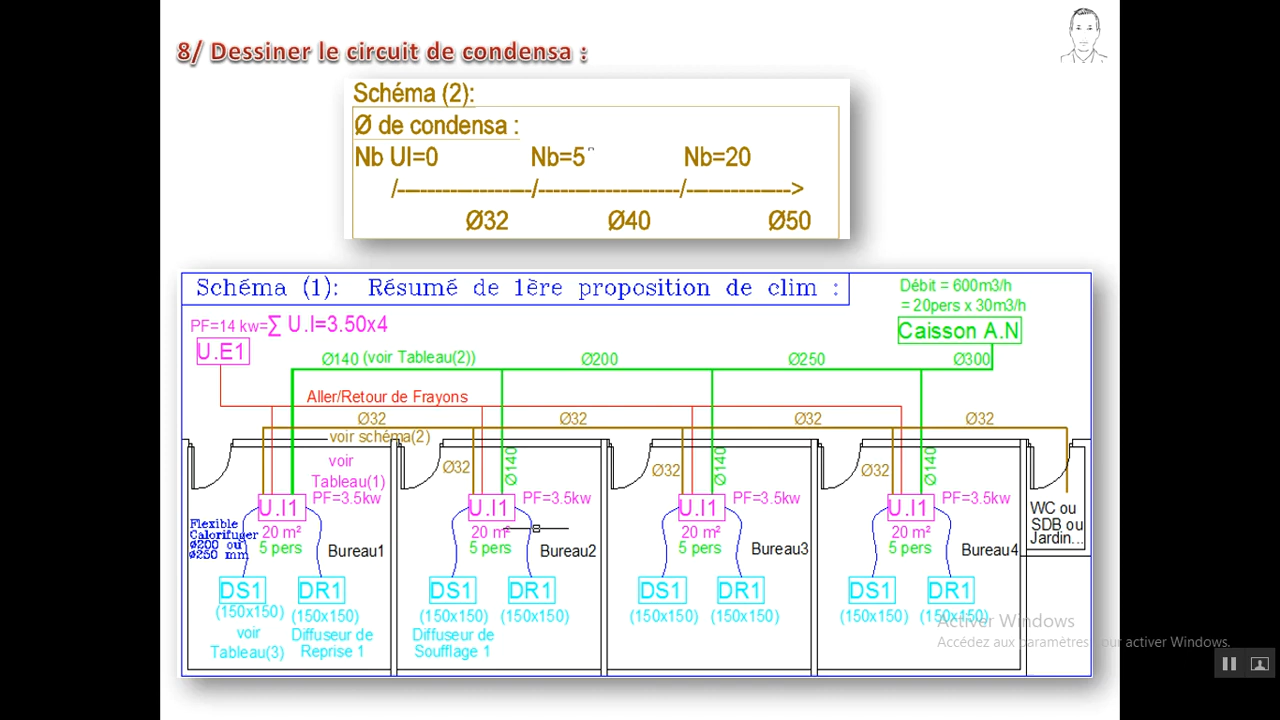 8/ Dessiner le circuit de condensa :
Schéma (2):
Ø de condensa :
Nb UI=0 Nb=5 Nb=20
/-------------------/--------------------/--------------->
Ø32 Ø40 Ø50
Schéma (1): Résumé de 1ère proposition de clim :
Débit = 600m3/h
= 20pers x 30m3/h
Caisson A.N
PF=14 kw=∑ U.I=3.50x4
U.E1
Ø140 (voir Tableau(2)) Ø200 Ø250 Ø300
Aller/Retour de Frayons
Ø32 Ø32 Ø32 Ø32
voir schéma(2)
voir
Tableau(1)
Ø32 Ø140 Ø32 Ø140 Ø32 Ø140
PF=3.5kw PF=3.5kw PF=3.5kw PF=3.5kw
U.I1 U.I1 U.I1 U.I1
20 m² 20 m² 20 m² 20 m²
5 pers 5 pers 5 pers 5 pers
Flexible
Calorifuger
Ø200 ou
Ø250 mm
WC ou
SDB ou
Jardin...
Bureau1 Bureau2 Bureau3 Bureau4
DS1 DR1 DS1 DR1 DS1 DR1 DS1 DR1
(150x150) (150x150) (150x150) (150x150) (150x150) (150x150) (150x150) (150x150)
voir
Tableau(3)
Diffuseur de
Reprise 1
Diffuseur de
Soufflage 1
Activer Windows
Accédez aux paramètres pour activer Windows.